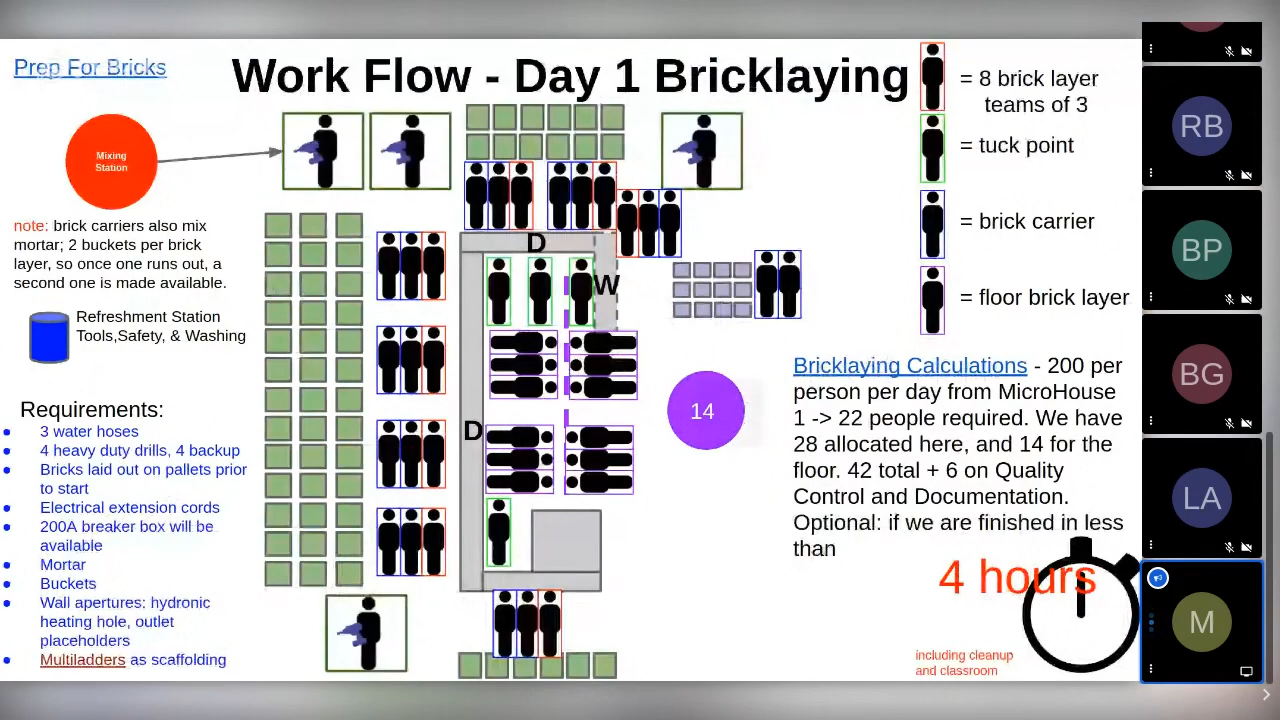 Prep For Bricks
Work Flow - Day 1 Bricklaying
= 8 brick layer
teams of 3
= tuck point
= brick carrier
= floor brick layer
Mixing
Station
note: brick carriers also mix
mortar; 2 buckets per brick
layer, so once one runs out, a
second one is made available.
Refreshment Station
Tools,Safety, & Washing
Requirements:
3 water hoses
4 heavy duty drills, 4 backup
Bricks laid out on pallets prior
to start
Electrical extension cords
200A breaker box will be
available
Mortar
Buckets
Wall apertures: hydronic
heating hole, outlet
placeholders
Multiladders as scaffolding
D
W
D
14
Bricklaying Calculations - 200 per
person per day from MicroHouse
1 -> 22 people required. We have
28 allocated here, and 14 for the
floor. 42 total + 6 on Quality
Control and Documentation.
Optional: if we are finished in less
than
4 hours
including cleanup
and classroom
RB
BP
BG
LA
M